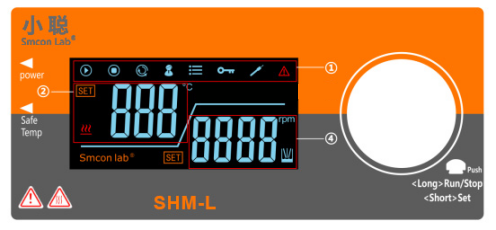 小聪
Smcon Lab®
power
Safe
Temp
①
②
SET
888
°C
Smcon lab®
SET
8888
rpm
④
Push
<Long>Run/Stop
<Short>Set
SHM-L